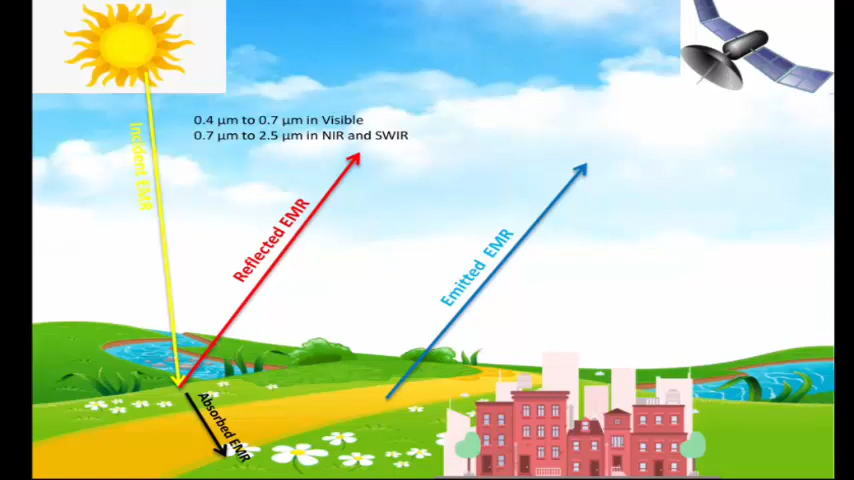 0.4 μm to 0.7 μm in Visible
0.7 μm to 2.5 μm in NIR and SWIR
Incident EMR
Reflected EMR
Emitted EMR
Absorbed EMR